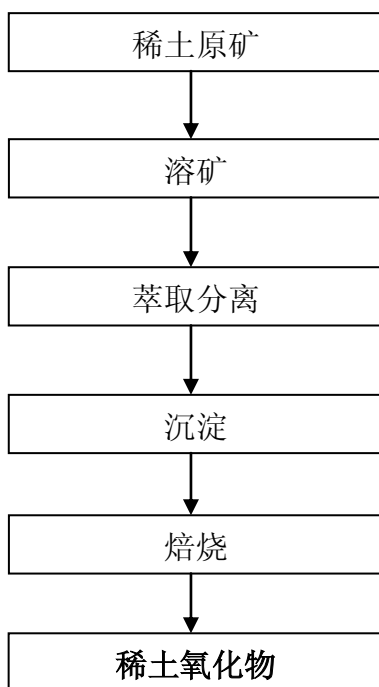 稀土原矿
溶矿
萃取分离
沉淀
焙烧
稀土氧化物